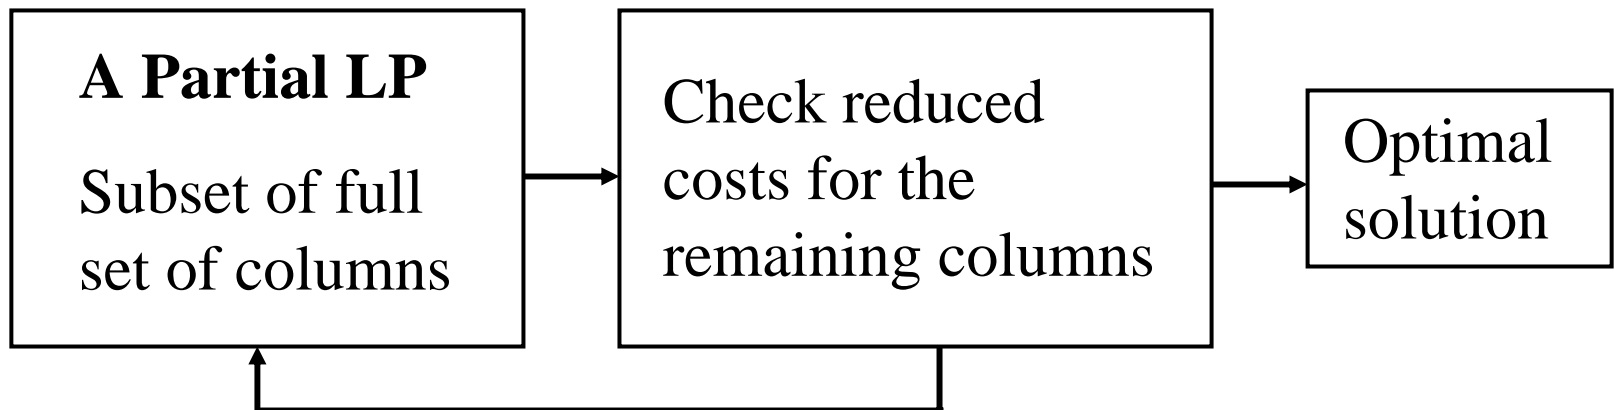 A Partial LP
Subset of full
set of columns
Check reduced
costs for the
remaining columns
Optimal
solution